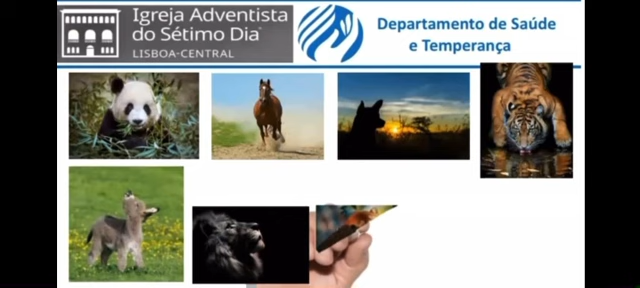 Igreja Adventista
do Sétimo Dia
LISBOA-CENTRAL
Departamento de Saúde
e Temperança